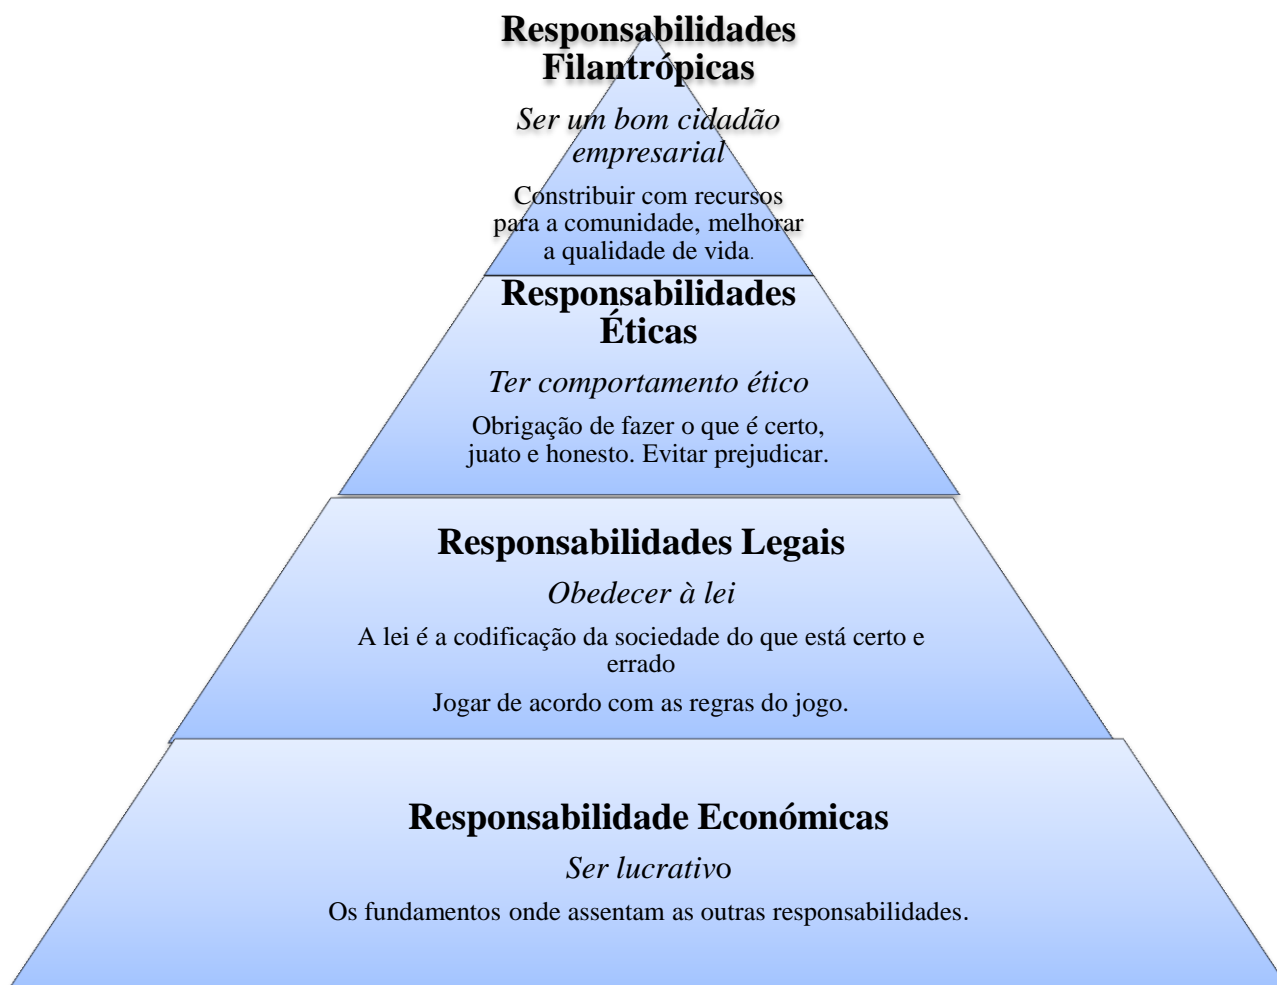 Responsabilidades
Filantrópicas
Ser um bom cidadão
empresarial
Constribuir com recursos
para a comunidade, melhorar
a qualidade de vida.
Responsabilidades
Éticas
Ter comportamento ético
Obrigação de fazer o que é certo,
juato e honesto. Evitar prejudicar.
Responsabilidades Legais
Obedecer à lei
A lei é a codificação da sociedade do que está certo e
errado
Jogar de acordo com as regras do jogo.
Responsabilidade Económicas
Ser lucrativo
Os fundamentos onde assentam as outras responsabilidades.